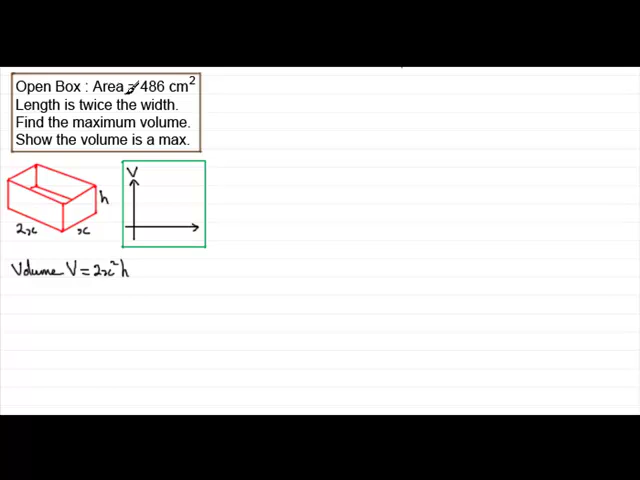 Open Box : Area = 486 cm²
Length is twice the width.
Find the maximum volume.
Show the volume is a max.
V
h
2x
x
Volume V = 2x²h